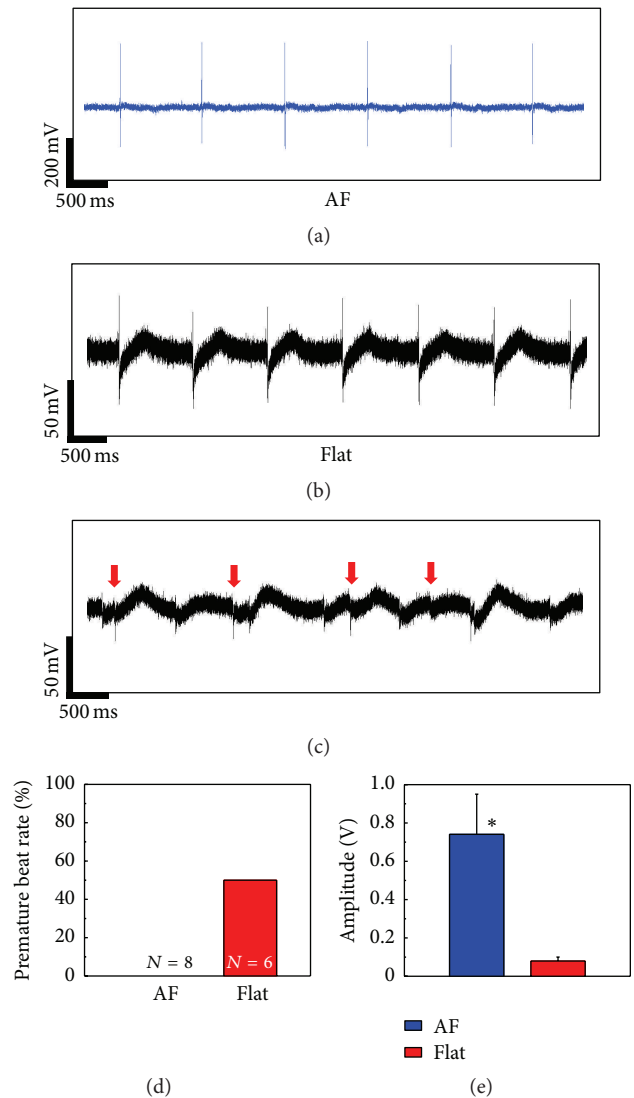 200 mV
500 ms
AF
(a)
50 mV
500 ms
Flat
(b)
50 mV
500 ms
(c)
Premature beat rate (%)
100
80
60
40
20
0
N = 8
N = 6
AF
Flat
(d)
Amplitude (V)
1.0
0.8
0.6
0.4
0.2
0
*
AF
Flat
(e)